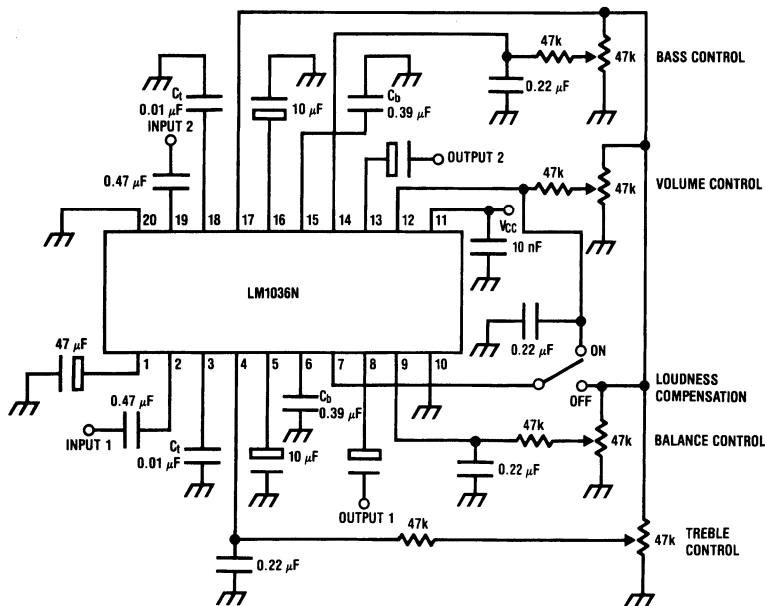 47k
47k
BASS CONTROL
0.22 μF
Ct
0.01 μF
10 μF
Cb
0.39 μF
INPUT 2
OUTPUT 2
0.47 μF
47k
47k
VOLUME CONTROL
20 19 18 17 16 15 14 13 12 11
VCC
10 nF
LM1036N
0.22 μF
ON
47 μF
1 2 3 4 5 6 7 8 9 10
LOUDNESS
COMPENSATION
OFF
0.47 μF
INPUT 1
Ct
0.01 μF
10 μF
Cb
0.39 μF
OUTPUT 1
47k
47k
BALANCE CONTROL
0.22 μF
47k
47k
TREBLE
CONTROL
0.22 μF